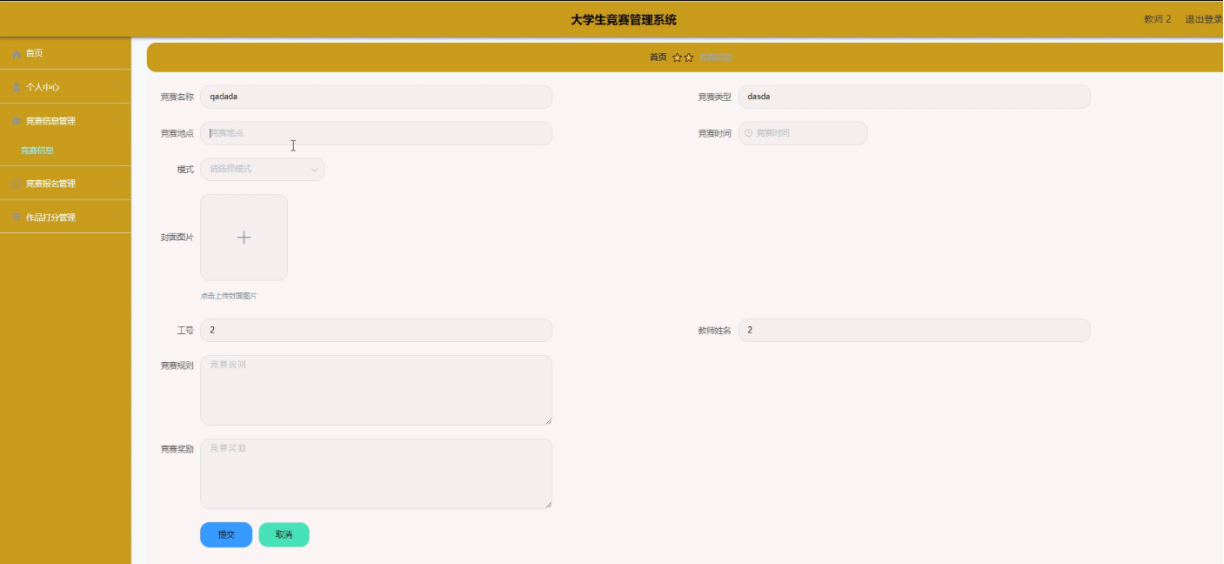 大学生竞赛管理系统
教师 2 退出登录
首页
个人中心
竞赛信息管理
竞赛信息
竞赛报名管理
作品打分管理
首页 ☆☆ 竞赛信息
竞赛名称 qadada
竞赛类型 dasda
竞赛地点 竞赛地点
竞赛时间 竞赛时间
模式 请选择模式
封面图片
点击上传封面图片
工号 2
教师姓名 2
竞赛规则 竞赛规则
竞赛奖励 竞赛奖励
提交 取消